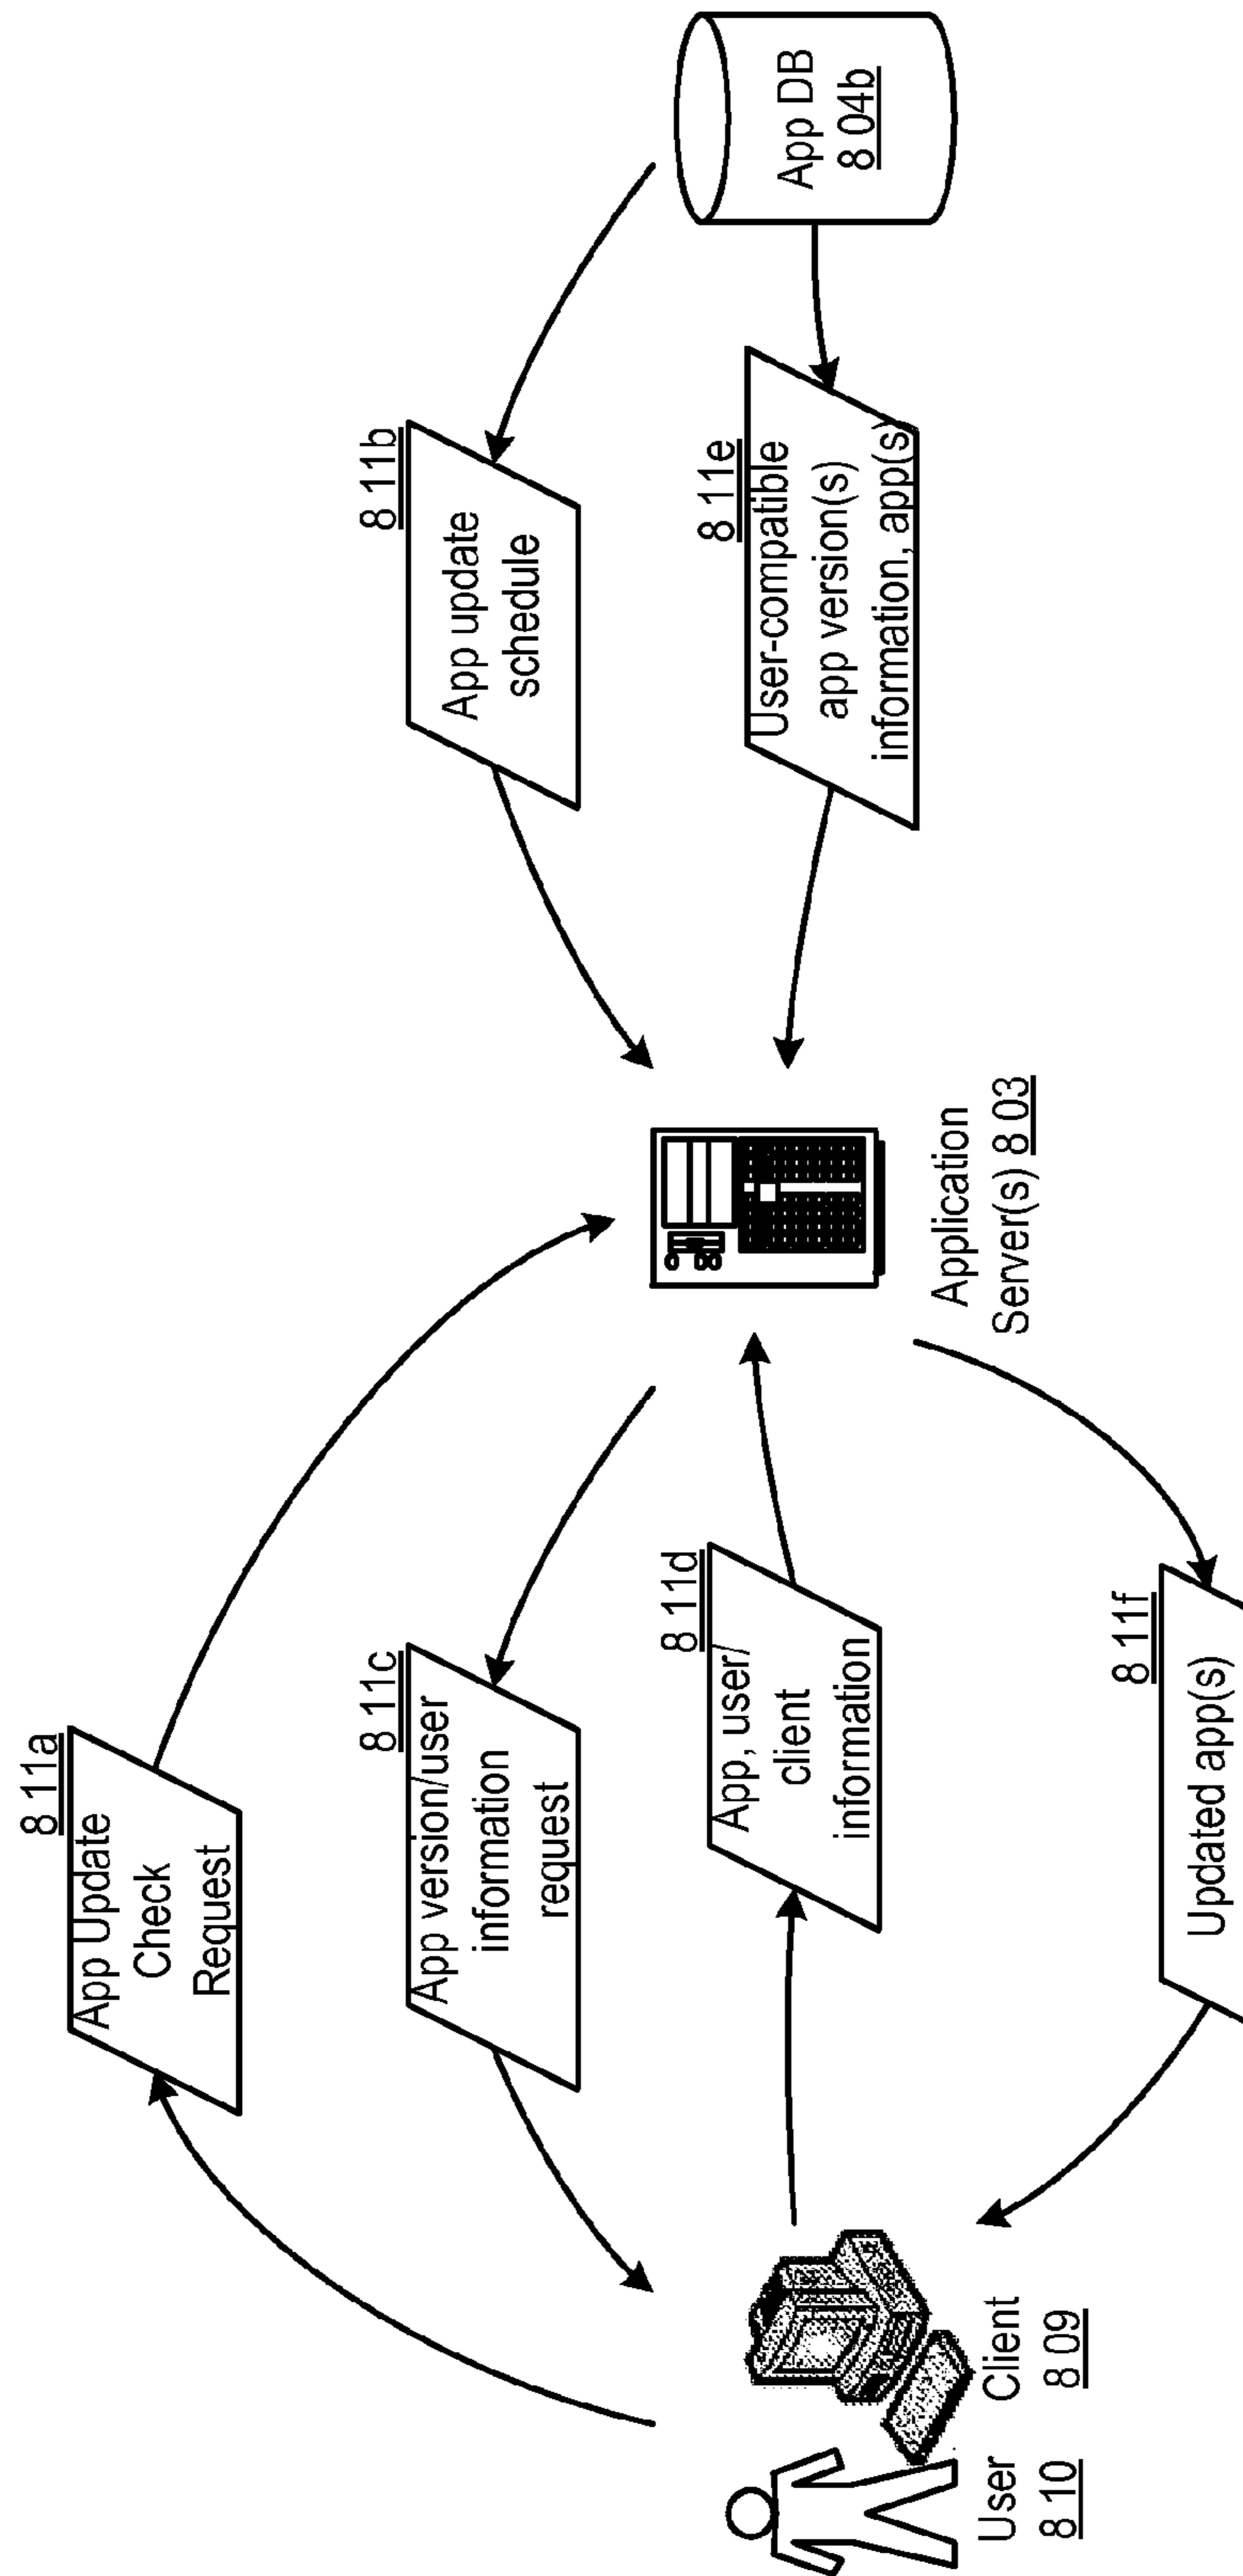 8 11a
App Update
Check
Request
8 11b
App update
schedule
8 11c
App version/user
information
request
8 11d
App, user/
client
information
8 11e
User-compatible
app version(s)
information, app(s)
8 11f
Updated app(s)
User
8 10
Client
8 09
Application
Server(s) 8 03
App DB
8 04b